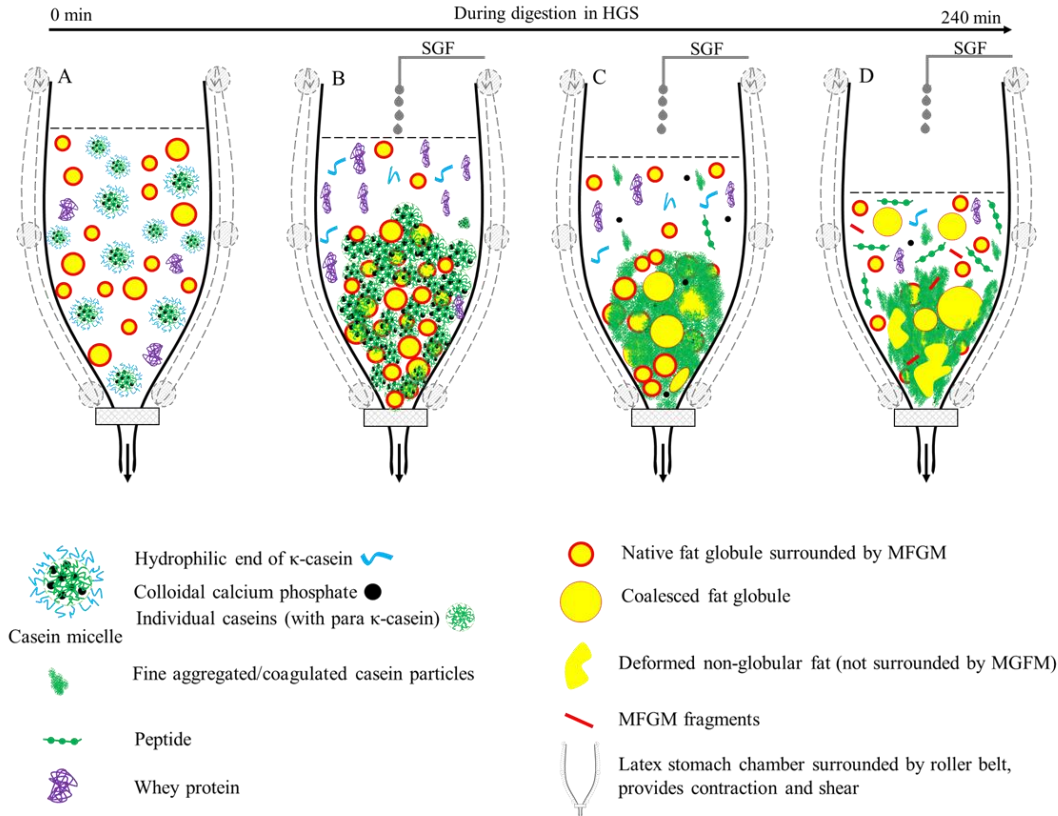 0 min
During digestion in HGS
240 min
SGF
SGF
SGF
A
B
C
D
Hydrophilic end of κ-casein
Colloidal calcium phosphate
Individual caseins (with para κ-casein)
Casein micelle
Fine aggregated/coagulated casein particles
Peptide
Whey protein
Native fat globule surrounded by MFGM
Coalesced fat globule
Deformed non-globular fat (not surrounded by MGFM)
MFGM fragments
Latex stomach chamber surrounded by roller belt,
provides contraction and shear